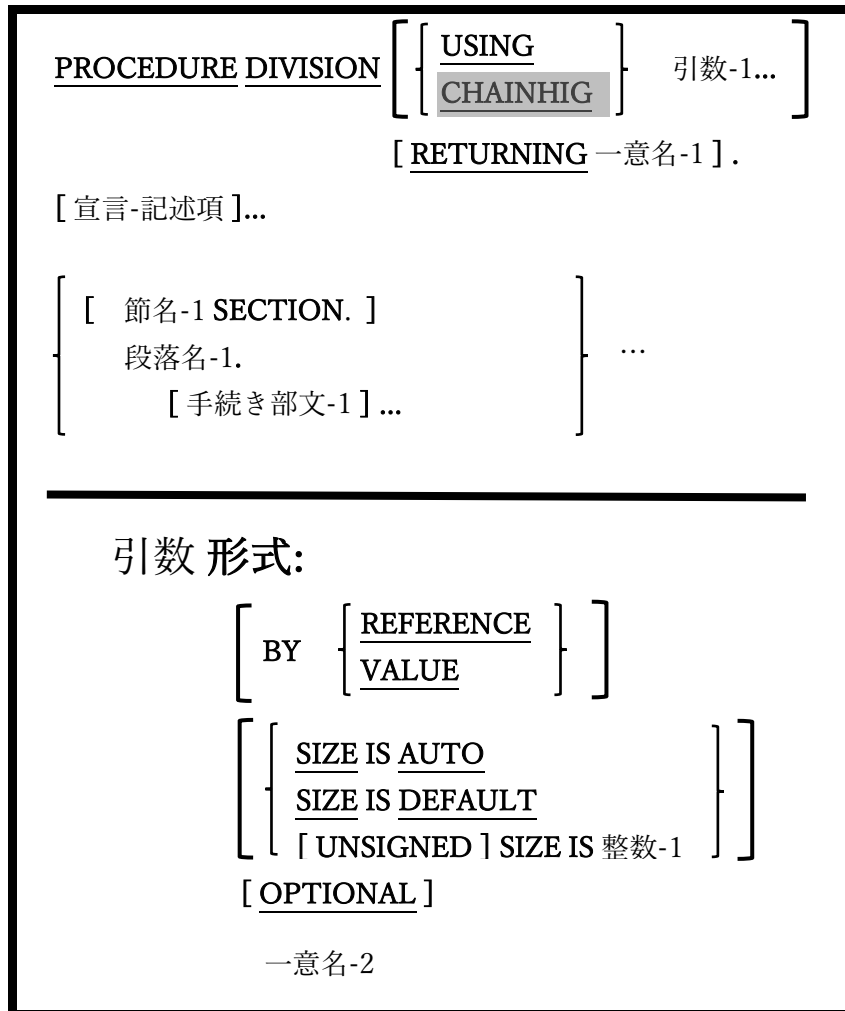 PROCEDURE DIVISION [ { USING
CHAINHIG } 引数-1... ]
[ RETURNING 一意名-1 ] .
[ 宣言-記述項 ]...
[ 節名-1 SECTION. ]
段落名-1.
[ 手続き部文-1 ] ...
...
引数 形式:
BY REFERENCE
VALUE
SIZE IS AUTO
SIZE IS DEFAULT
[ UNSIGNED ] SIZE IS 整数-1
[ OPTIONAL ]
一意名-2